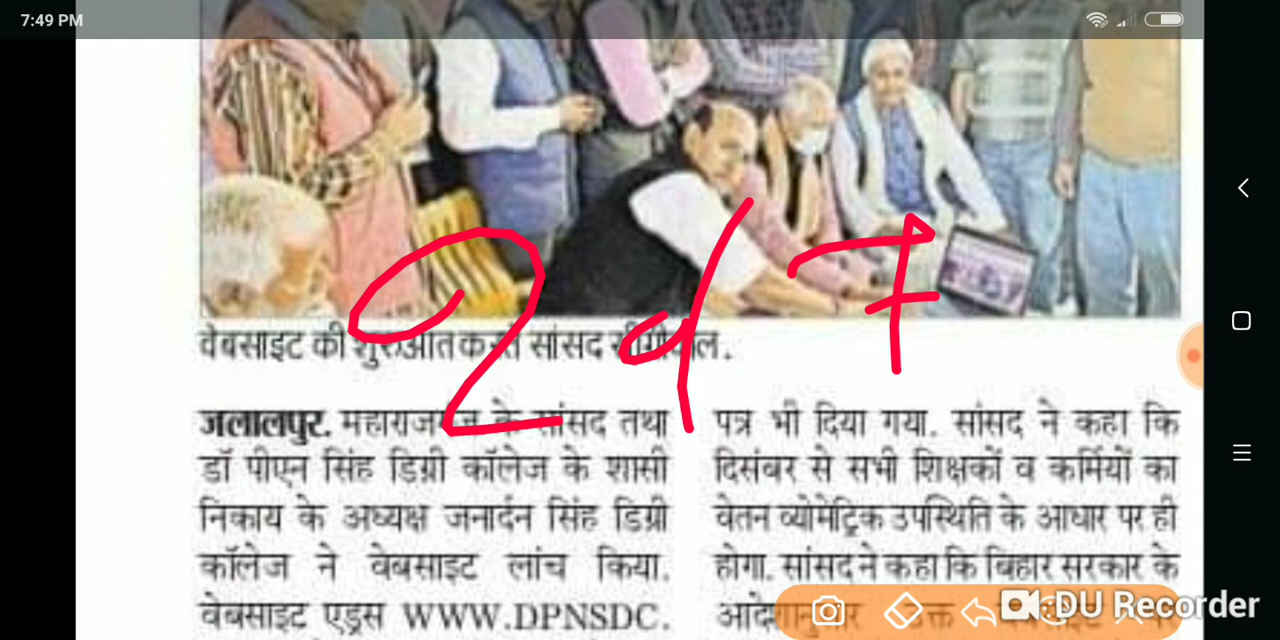 7:49 PM
वेबसाइट की शुरुआत करते सांसद
जलालपुर. महाराजगंज के सांसद तथा
डॉ पीएन सिंह डिग्री कॉलेज के शासी
निकाय के अध्यक्ष जनार्दन सिंह डिग्री
कॉलेज ने वेबसाइट लांच किया.
वेबसाइट एड्रस WWW.DPNSDC.
पत्र भी दिया गया. सांसद ने कहा कि
दिसंबर से सभी शिक्षकों व कर्मियों का
वेतन व्योमेट्रिक उपस्थिति के आधार पर ही
होगा. सांसद ने कहा कि बिहार सरकार के
DU Recorder